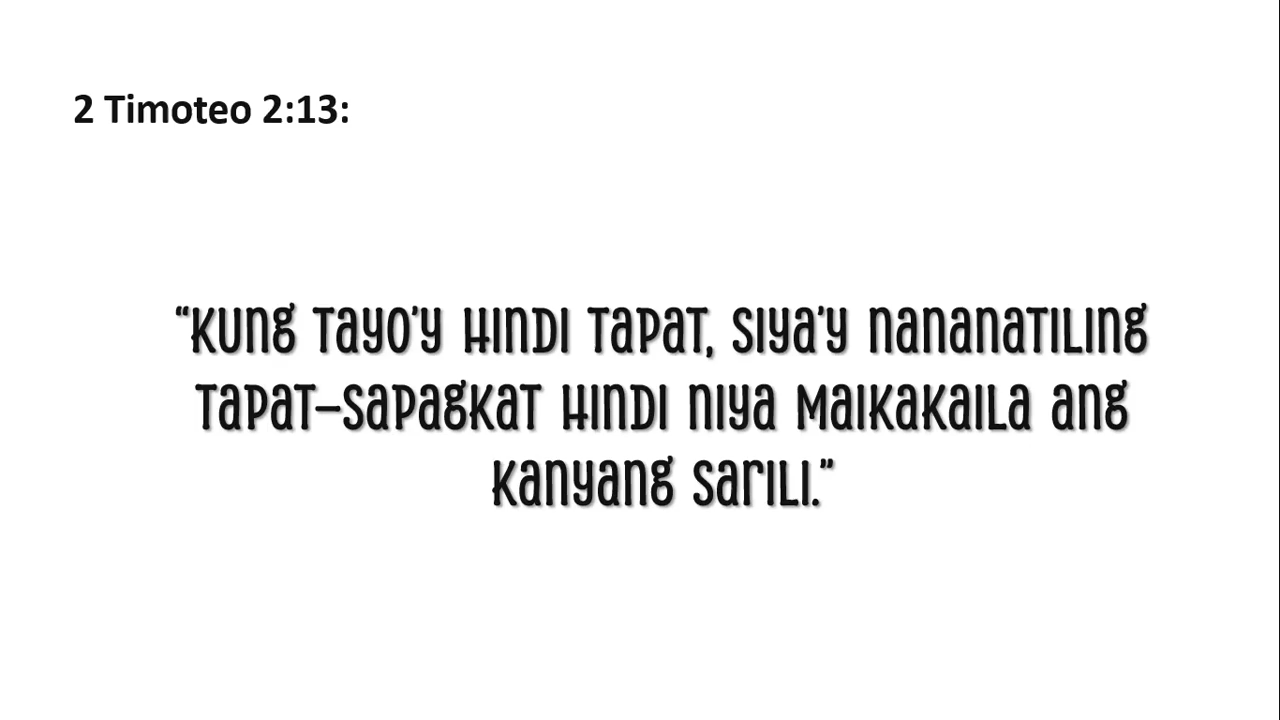 2 Timoteo 2:13:
“Kung tayo’y hindi tapat, siya’y nananatiling
tapat—sapagkat hindi niya maikakaila ang
kanyang sarili.”